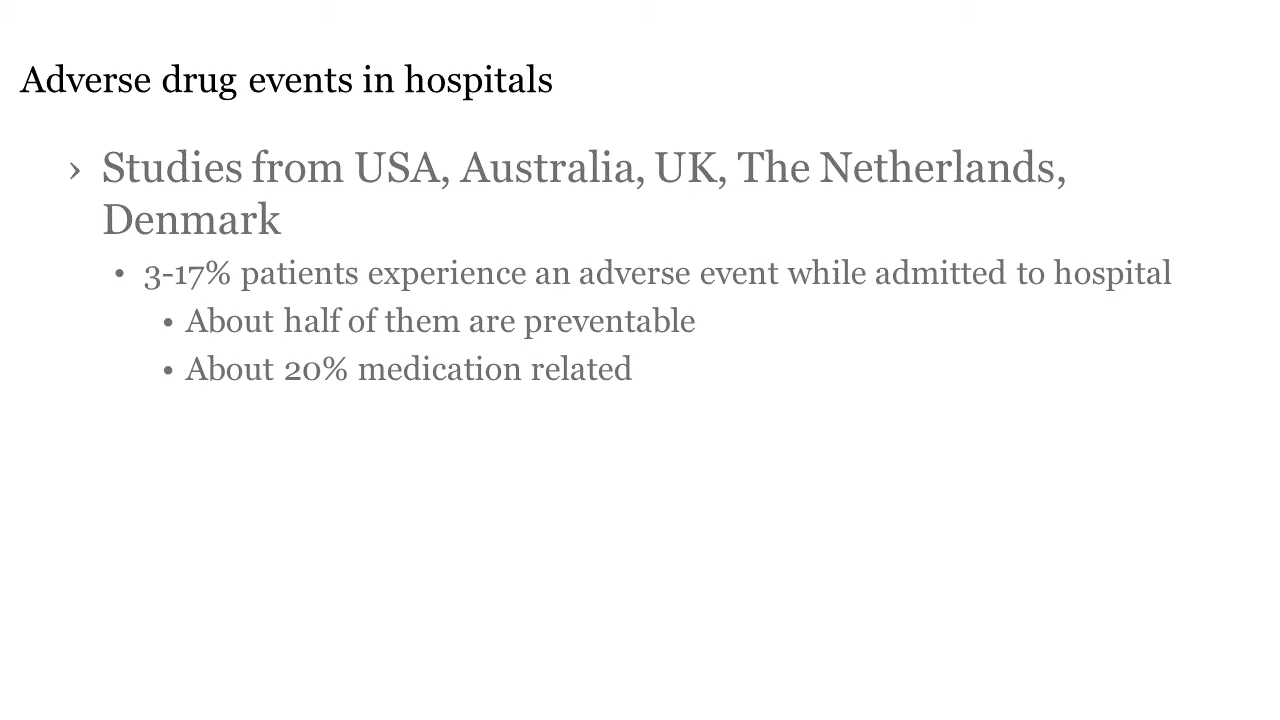 Adverse drug events in hospitals
› Studies from USA, Australia, UK, The Netherlands,
Denmark
• 3-17% patients experience an adverse event while admitted to hospital
• About half of them are preventable
• About 20% medication related